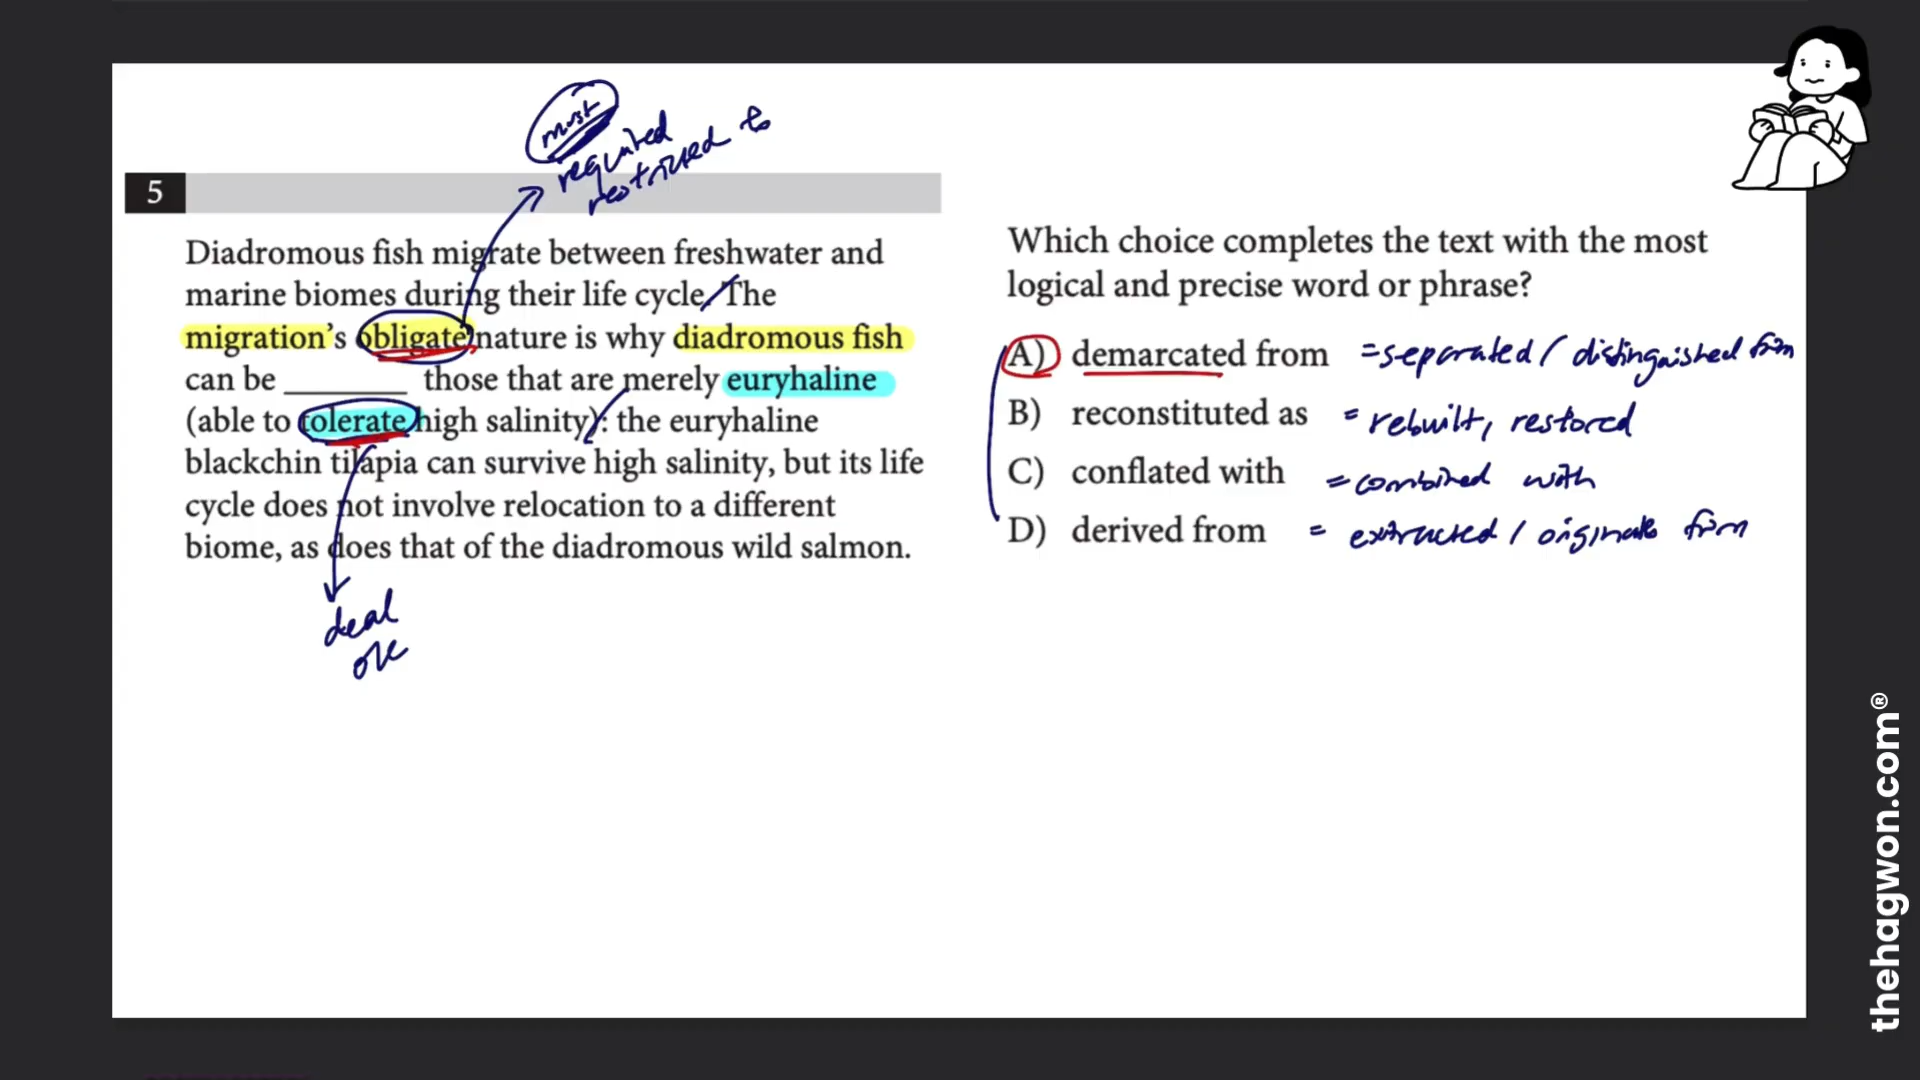 must
required
restricted to
5
Diadromous fish migrate between freshwater and
marine biomes during their life cycle. The
migration's obligate nature is why diadromous fish
can be ________ those that are merely euryhaline
(able to tolerate high salinity): the euryhaline
blackchin tilapia can survive high salinity, but its life
cycle does not involve relocation to a different
biome, as does that of the diadromous wild salmon.
deal
ok
Which choice completes the text with the most
logical and precise word or phrase?
A) demarcated from =separated / distinguished from
B) reconstituted as = rebuilt, restored
C) conflated with = combined with
D) derived from = extracted / originate from
thehagwon.com®